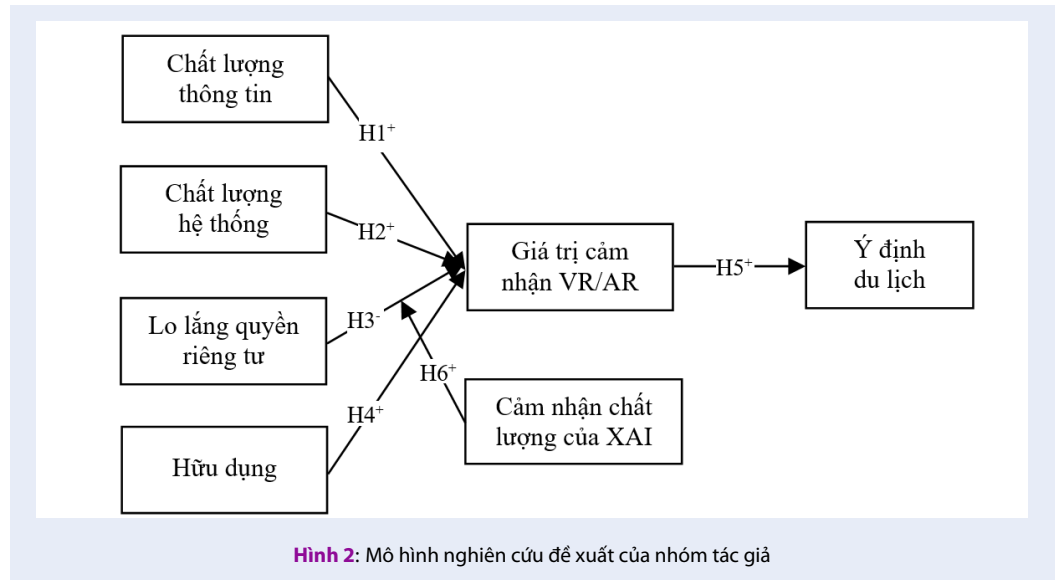 Chất lượng
thông tin
H1⁺
Chất lượng
hệ thống
H2⁺
Giá trị cảm
nhận VR/AR
H5⁺
Ý định
du lịch
Lo lắng quyền
riêng tư
H3⁻
H6⁺
Cảm nhận chất
lượng của XAI
H4⁺
Hữu dụng
Hình 2: Mô hình nghiên cứu đề xuất của nhóm tác giả